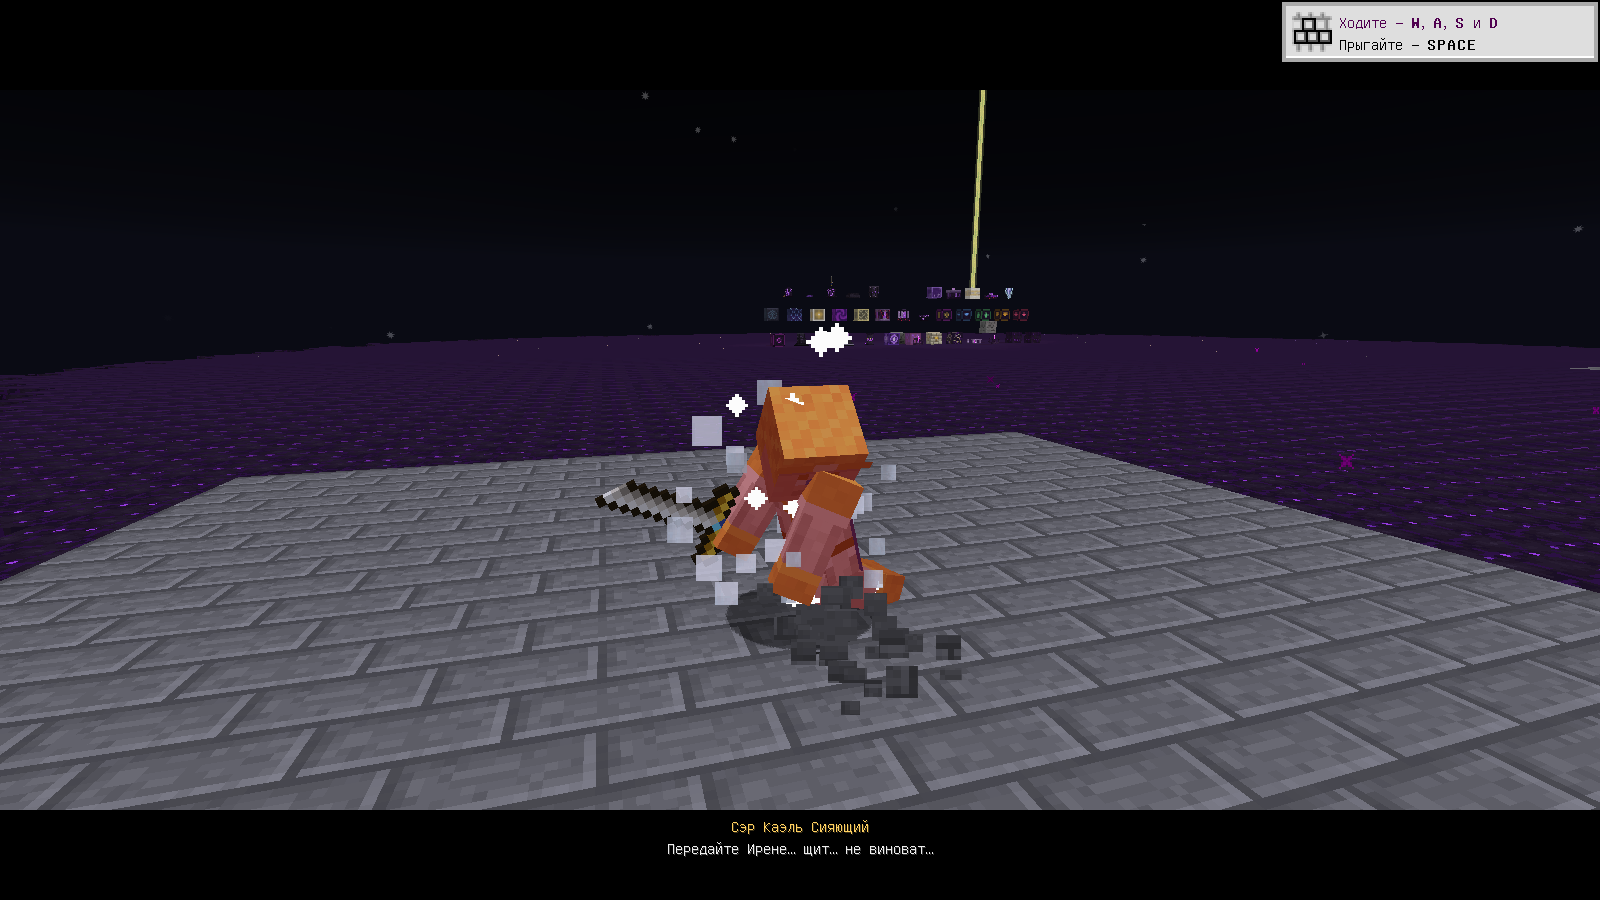 Ходите – W, A, S и D
Прыгайте – SPACE
Сэр Каэль Сияющий
Передайте Ирене… щит… не виноват…